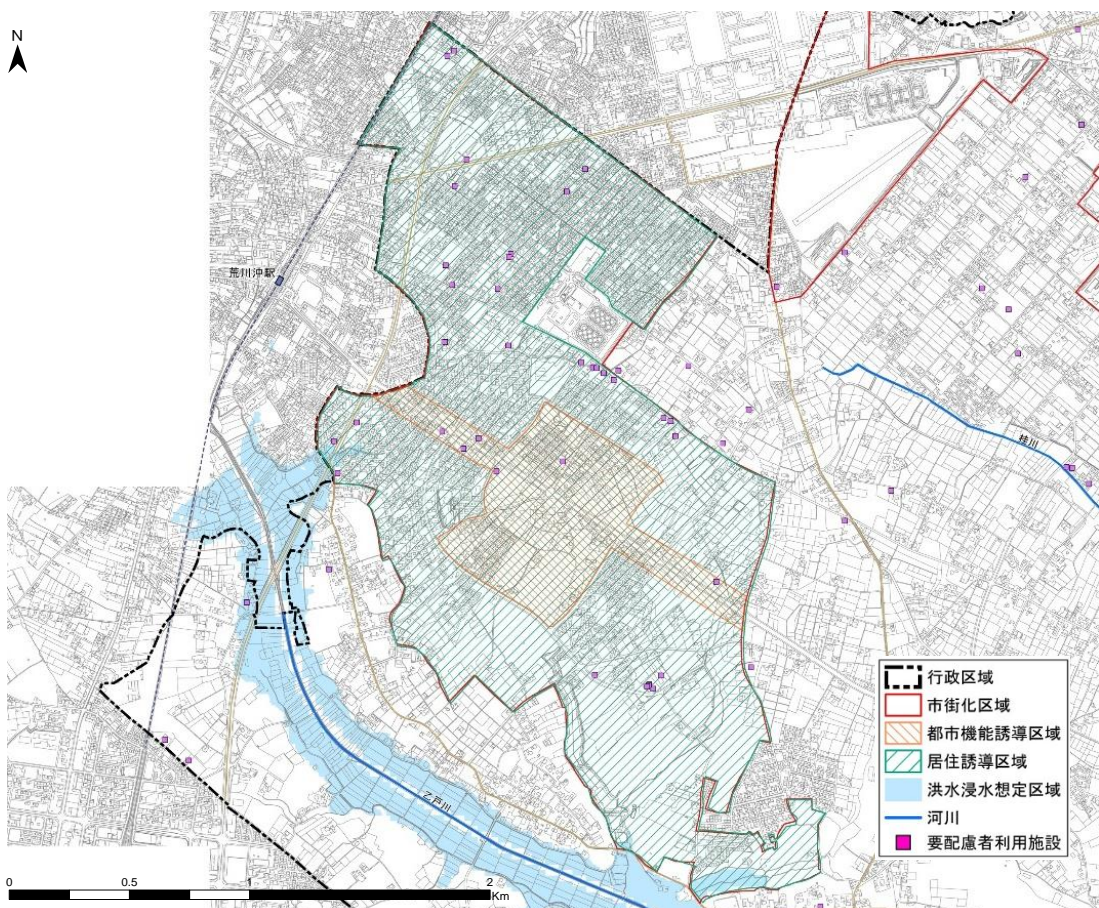 N
荒川沖駅
桂川
乙戸川
行政区域
市街化区域
都市機能誘導区域
居住誘導区域
洪水浸水想定区域
河川
要配慮者利用施設
0 0.5 1 2
Km